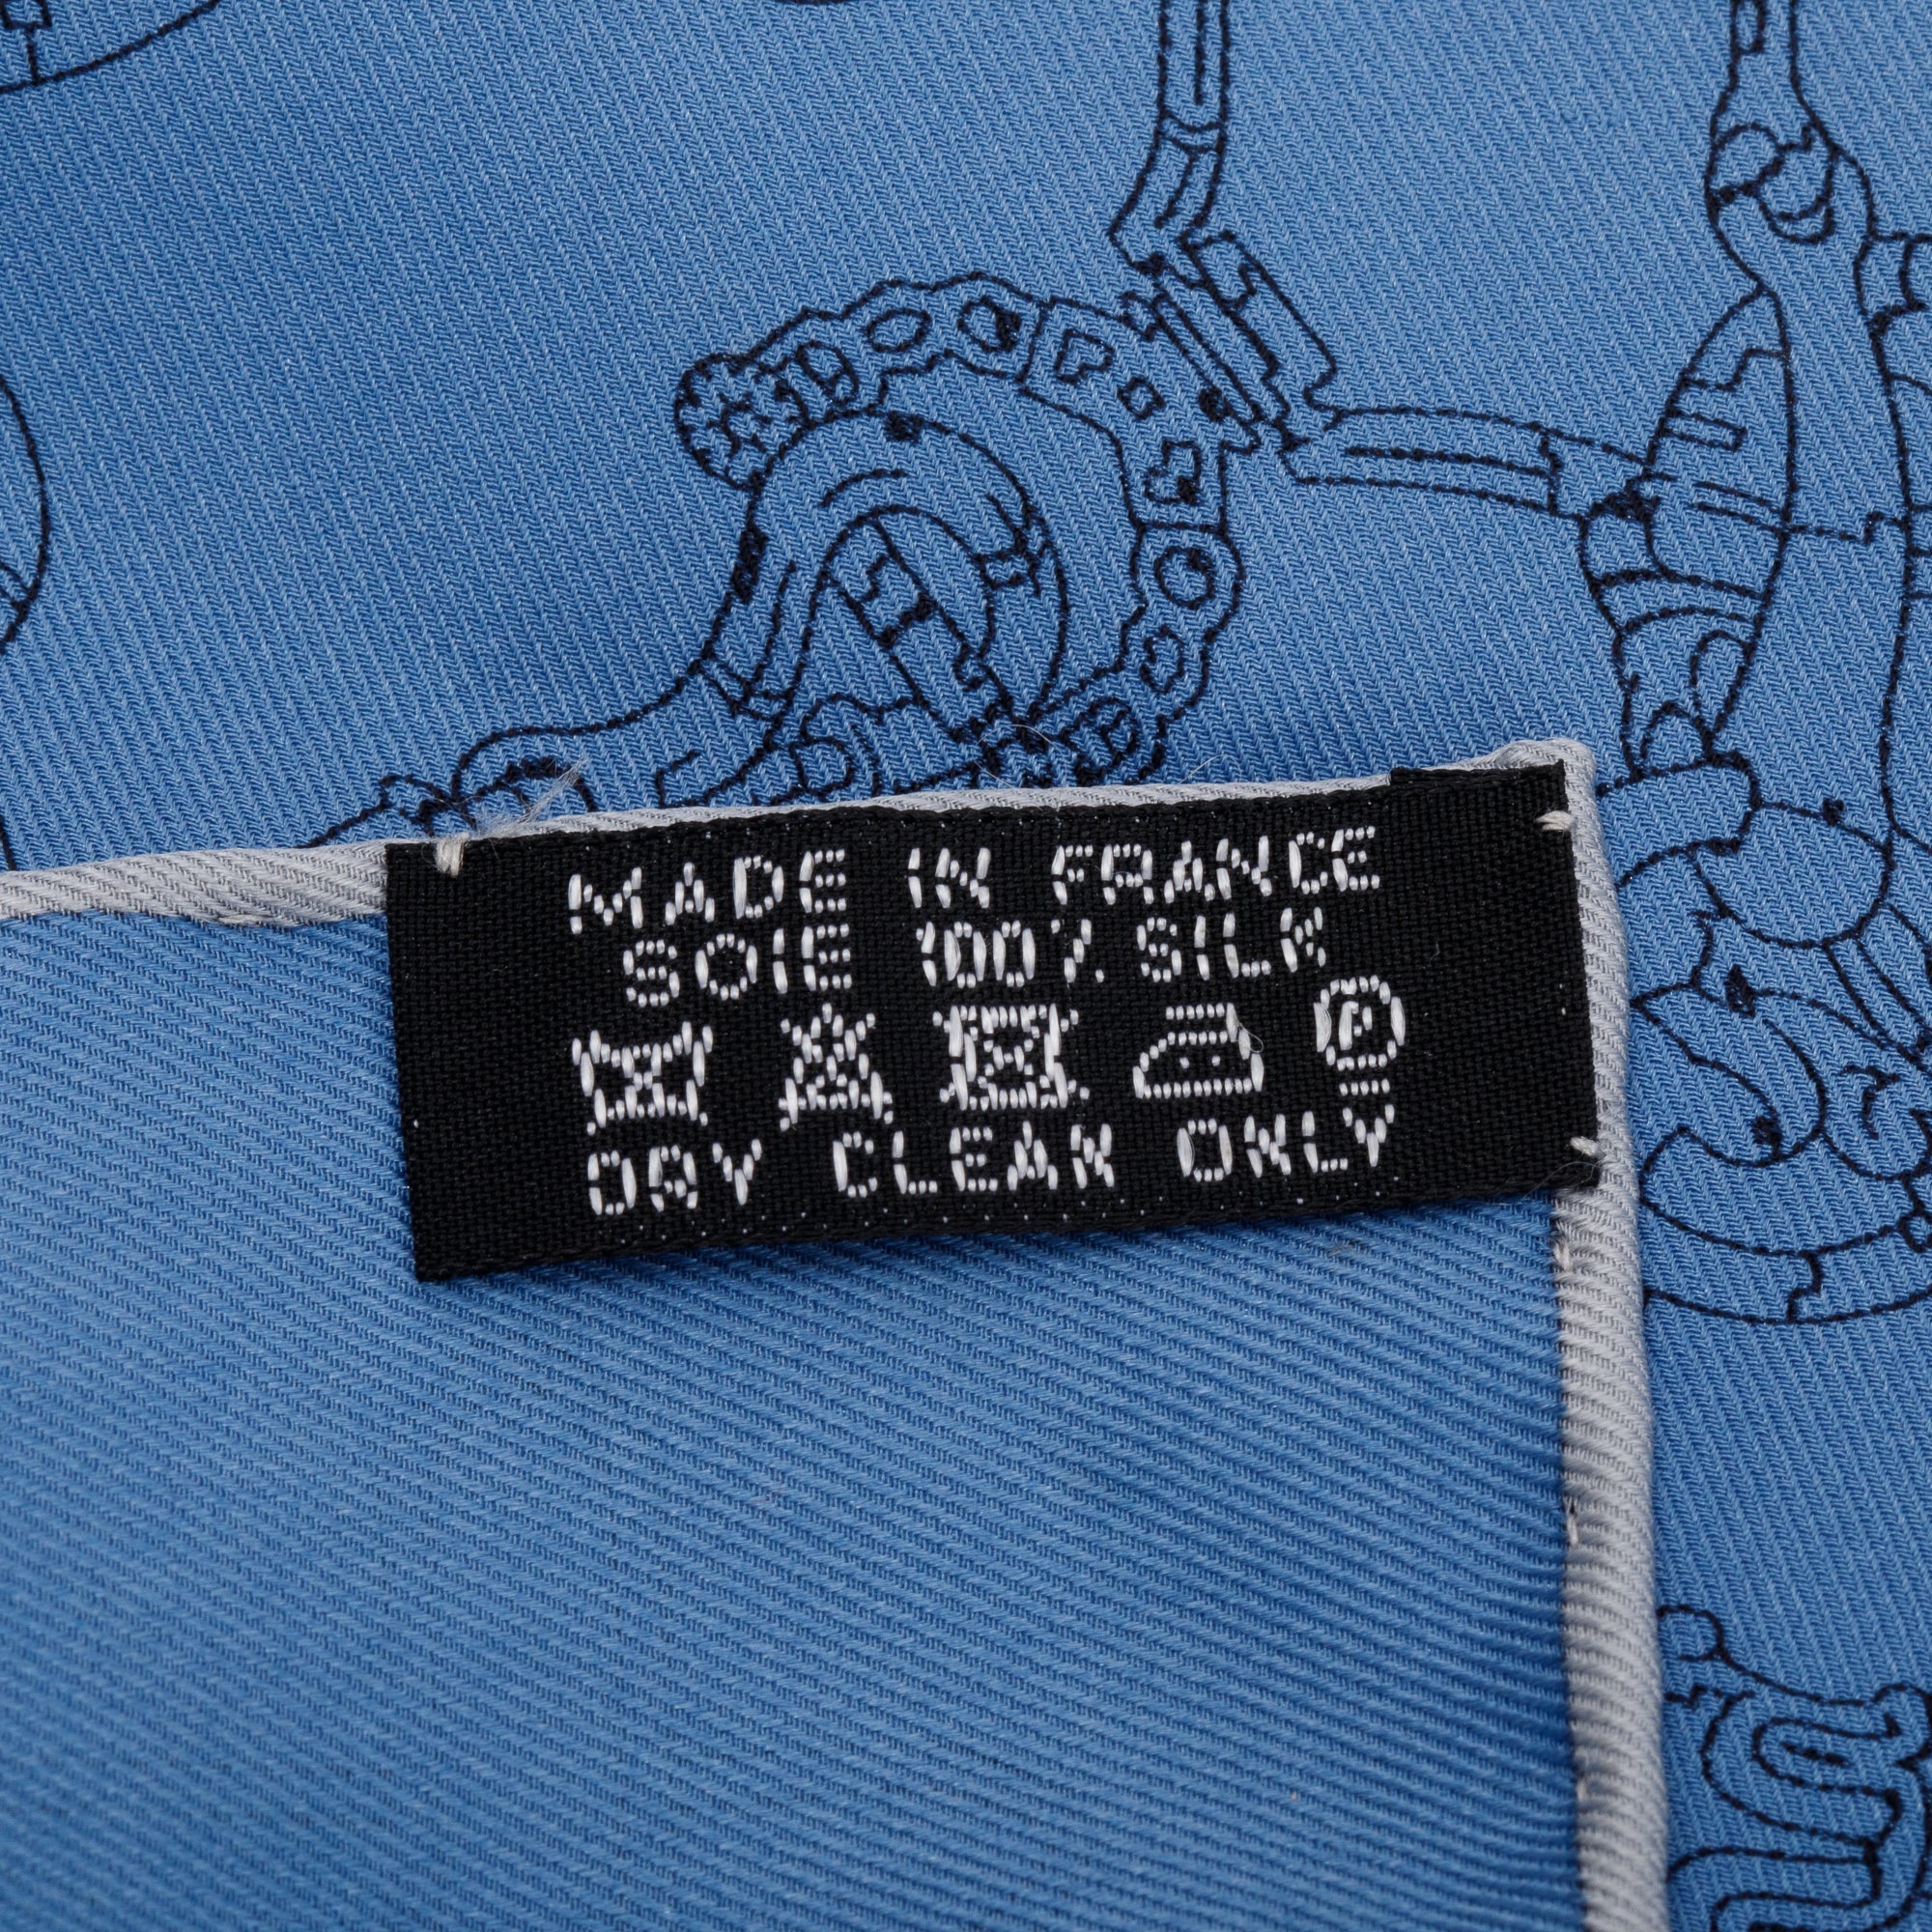 MADE IN FRANCE
SOIE 100% SILK
P
DRY CLEAN ONLY